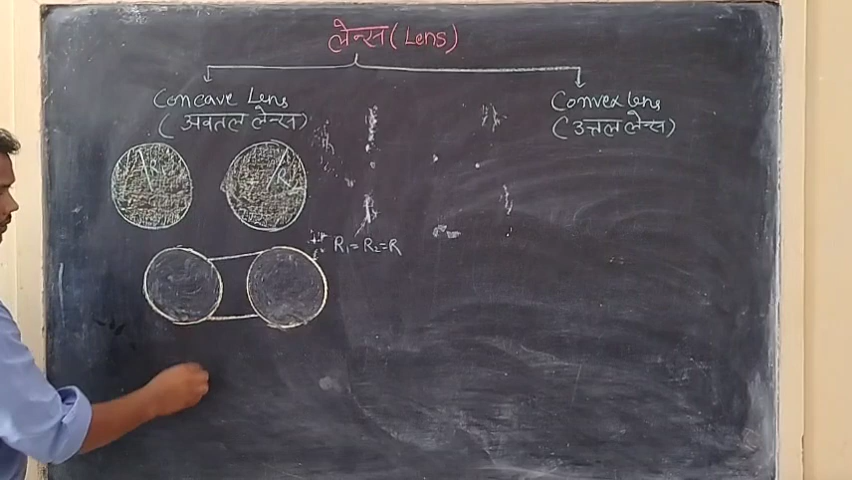 लेन्स (Lens)
Concave Lens
(अवतल लेन्स)
Convex lens
(उत्तल लेन्स)
R₁ = R₂ = R